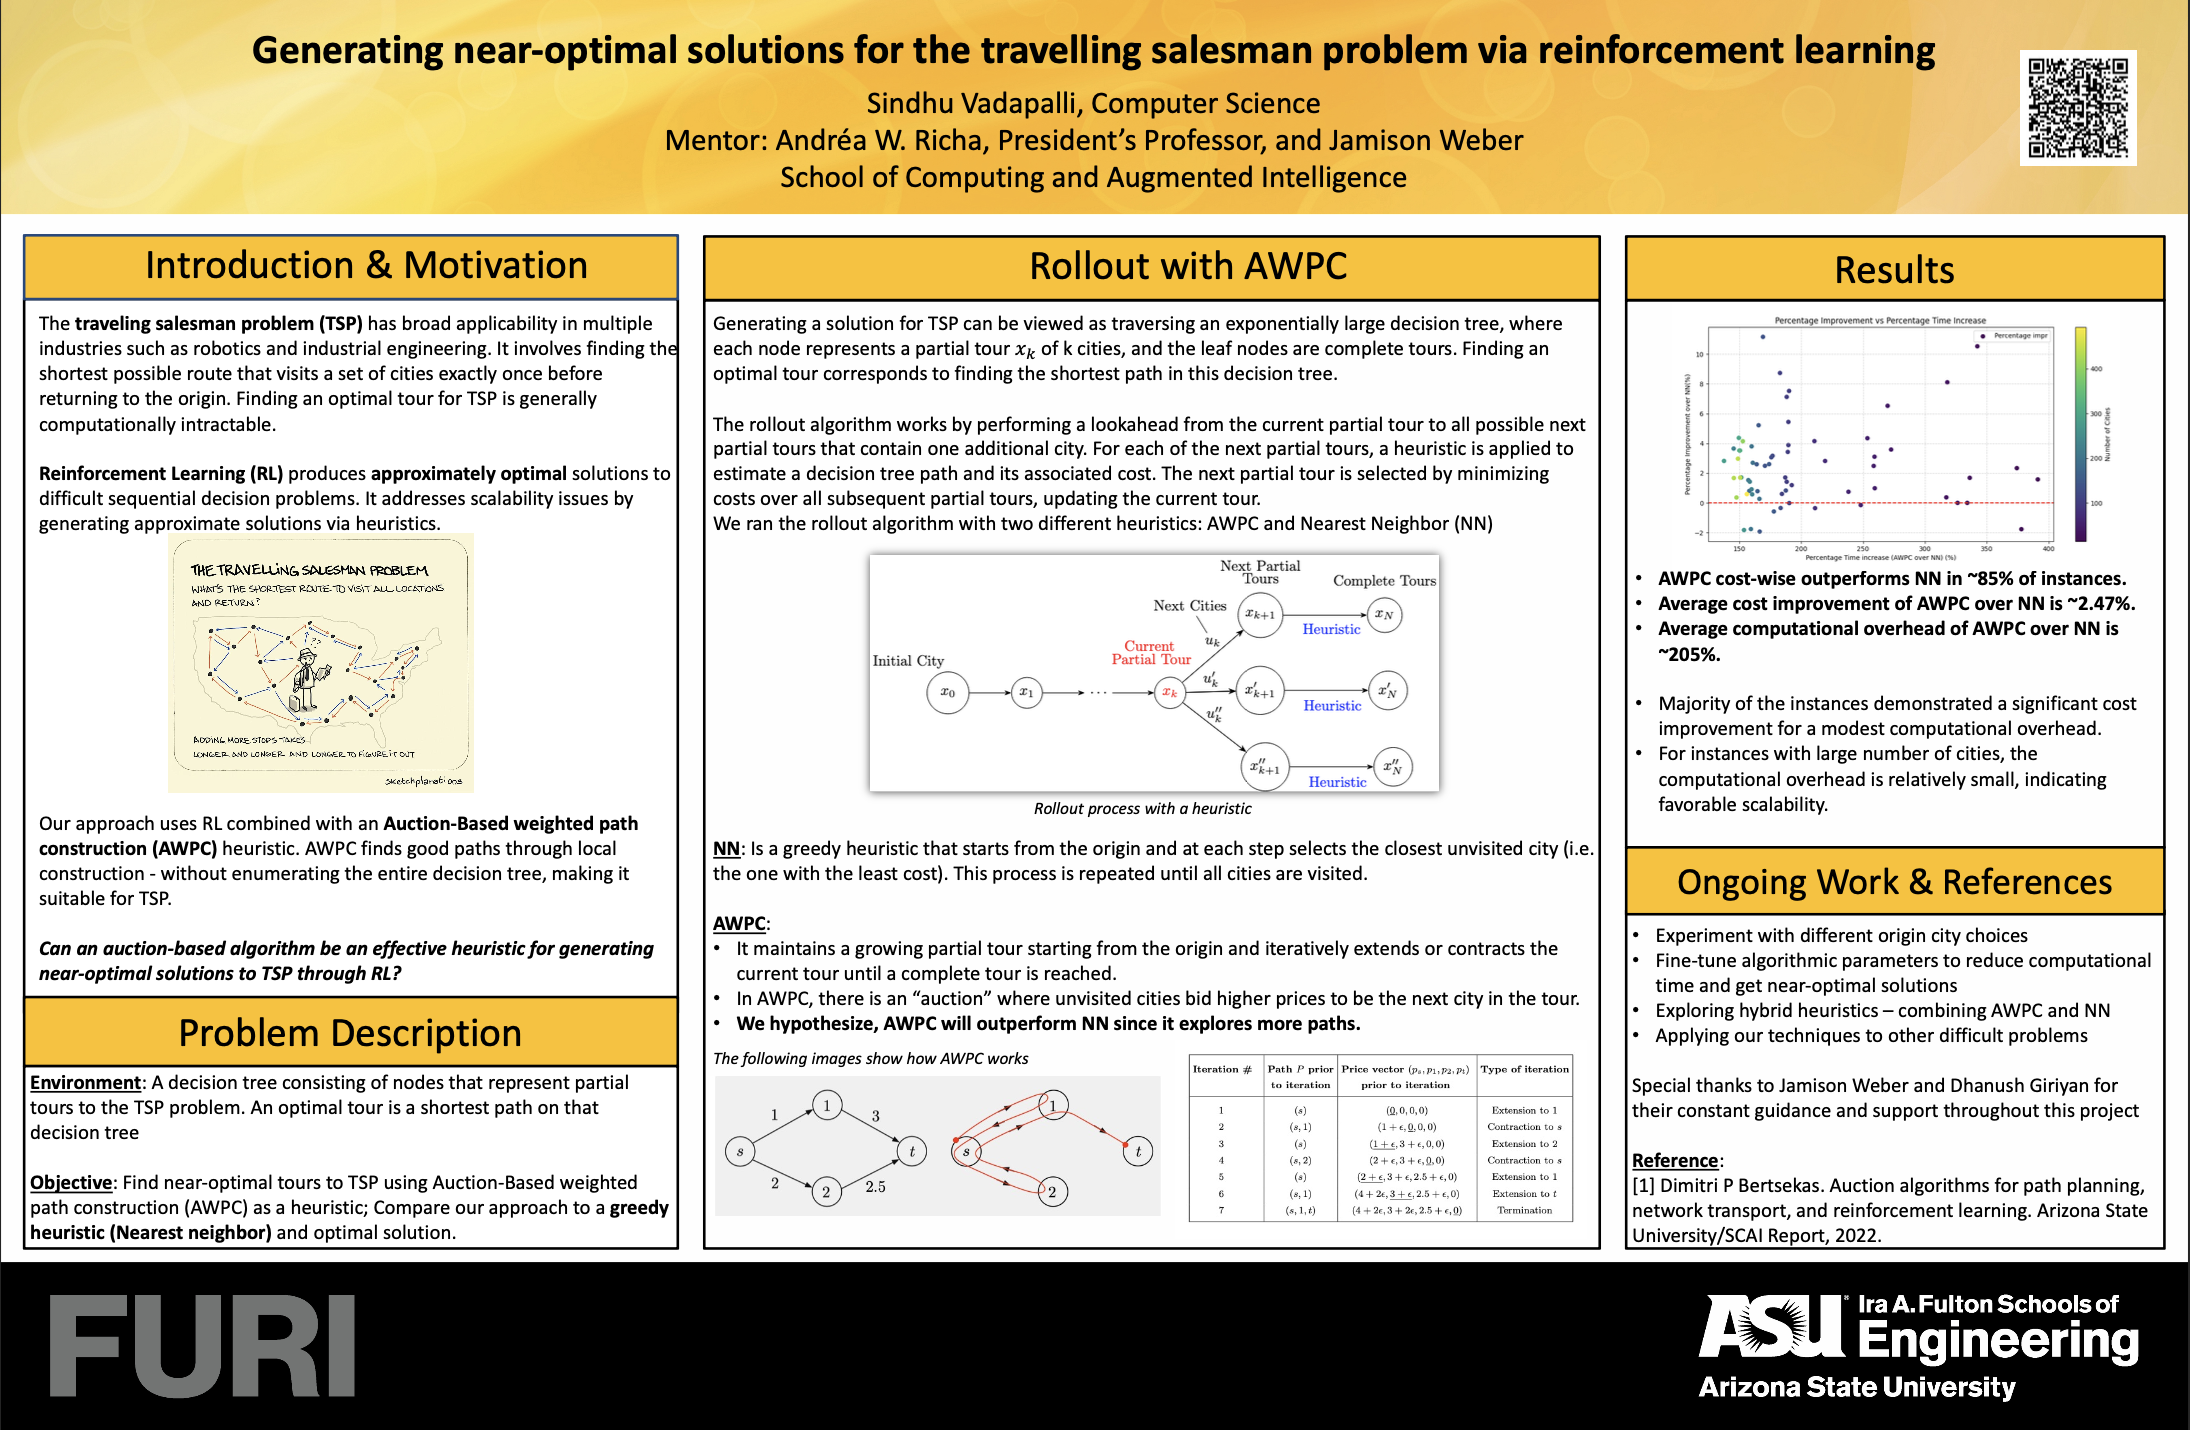 Generating near-optimal solutions for the travelling salesman problem via reinforcement learning
Sindhu Vadapalli, Computer Science
Mentor: Andréa W. Richa, President's Professor, and Jamison Weber
School of Computing and Augmented Intelligence
Introduction & Motivation
The traveling salesman problem (TSP) has broad applicability in multiple
industries such as robotics and industrial engineering. It involves finding the
shortest possible route that visits a set of cities exactly once before
returning to the origin. Finding an optimal tour for TSP is generally
computationally intractable.
Reinforcement Learning (RL) produces approximately optimal solutions to
difficult sequential decision problems. It addresses scalability issues by
generating approximate solutions via heuristics.
THE TRAVELLING SALESMAN PROBLEM
WHAT'S THE SHORTEST ROUTE TO VISIT ALL LOCATIONS
AND RETURN?
??
ADDING MORE STOPS TAKES
LONGER AND LONGER AND LONGER TO FIGURE IT OUT
sketchplanations
Our approach uses RL combined with an Auction-Based weighted path
construction (AWPC) heuristic. AWPC finds good paths through local
construction - without enumerating the entire decision tree, making it
suitable for TSP.
Can an auction-based algorithm be an effective heuristic for generating
near-optimal solutions to TSP through RL?
Problem Description
Environment: A decision tree consisting of nodes that represent partial
tours to the TSP problem. An optimal tour is a shortest path on that
decision tree
Objective: Find near-optimal tours to TSP using Auction-Based weighted
path construction (AWPC) as a heuristic; Compare our approach to a greedy
heuristic (Nearest neighbor) and optimal solution.
Rollout with AWPC
Generating a solution for TSP can be viewed as traversing an exponentially large decision tree, where
each node represents a partial tour xₖ of k cities, and the leaf nodes are complete tours. Finding an
optimal tour corresponds to finding the shortest path in this decision tree.
The rollout algorithm works by performing a lookahead from the current partial tour to all possible next
partial tours that contain one additional city. For each of the next partial tours, a heuristic is applied to
estimate a decision tree path and its associated cost. The next partial tour is selected by minimizing
costs over all subsequent partial tours, updating the current tour.
We ran the rollout algorithm with two different heuristics: AWPC and Nearest Neighbor (NN)
Next Partial
Tours
Complete Tours
Next Cities
xₖ₊₁
x_N
Heuristic
uₖ
Current
Partial Tour
Initial City
x₀
x₁
···
xₖ
u′ₖ
x′ₖ₊₁
x′_N
Heuristic
u″ₖ
x″ₖ₊₁
x″_N
Heuristic
Rollout process with a heuristic
NN: Is a greedy heuristic that starts from the origin and at each step selects the closest unvisited city (i.e.
the one with the least cost). This process is repeated until all cities are visited.
AWPC:
• It maintains a growing partial tour starting from the origin and iteratively extends or contracts the
current tour until a complete tour is reached.
• In AWPC, there is an “auction” where unvisited cities bid higher prices to be the next city in the tour.
• We hypothesize, AWPC will outperform NN since it explores more paths.
The following images show how AWPC works
1 1 3
s t
2 2 2.5
1
s t
2
Iteration # Path P prior to iteration Price vector (pₛ, p₁, p₂, pₜ) prior to iteration Type of iteration
1 (s) (0, 0, 0, 0) Extension to 1
2 (s, 1) (1 + ϵ, 0, 0, 0) Contraction to s
3 (s) (1 + ϵ, 3 + ϵ, 0, 0) Extension to 2
4 (s, 2) (2 + ϵ, 3 + ϵ, 0, 0) Contraction to s
5 (s) (2 + ϵ, 3 + ϵ, 2.5 + ϵ, 0) Extension to 1
6 (s, 1) (4 + 2ϵ, 3 + ϵ, 2.5 + ϵ, 0) Extension to t
7 (s, 1, t) (4 + 2ϵ, 3 + 2ϵ, 2.5 + ϵ, 0) Termination
Results
Percentage Improvement vs Percentage Time Increase
Percentage impr
Percentage Improvement over NN(%)
10
8
6
4
2
0
−2
150 200 250 300 350 400
Percentage Time increase (AWPC over NN) (%)
400
300
200
100
Number of Cities
• AWPC cost-wise outperforms NN in ~85% of instances.
• Average cost improvement of AWPC over NN is ~2.47%.
• Average computational overhead of AWPC over NN is
~205%.
• Majority of the instances demonstrated a significant cost
improvement for a modest computational overhead.
• For instances with large number of cities, the
computational overhead is relatively small, indicating
favorable scalability.
Ongoing Work & References
• Experiment with different origin city choices
• Fine-tune algorithmic parameters to reduce computational
time and get near-optimal solutions
• Exploring hybrid heuristics – combining AWPC and NN
• Applying our techniques to other difficult problems
Special thanks to Jamison Weber and Dhanush Giriyan for
their constant guidance and support throughout this project
Reference:
[1] Dimitri P Bertsekas. Auction algorithms for path planning,
network transport, and reinforcement learning. Arizona State
University/SCAI Report, 2022.
FURI
ASU Ira A. Fulton Schools of
Engineering
Arizona State University